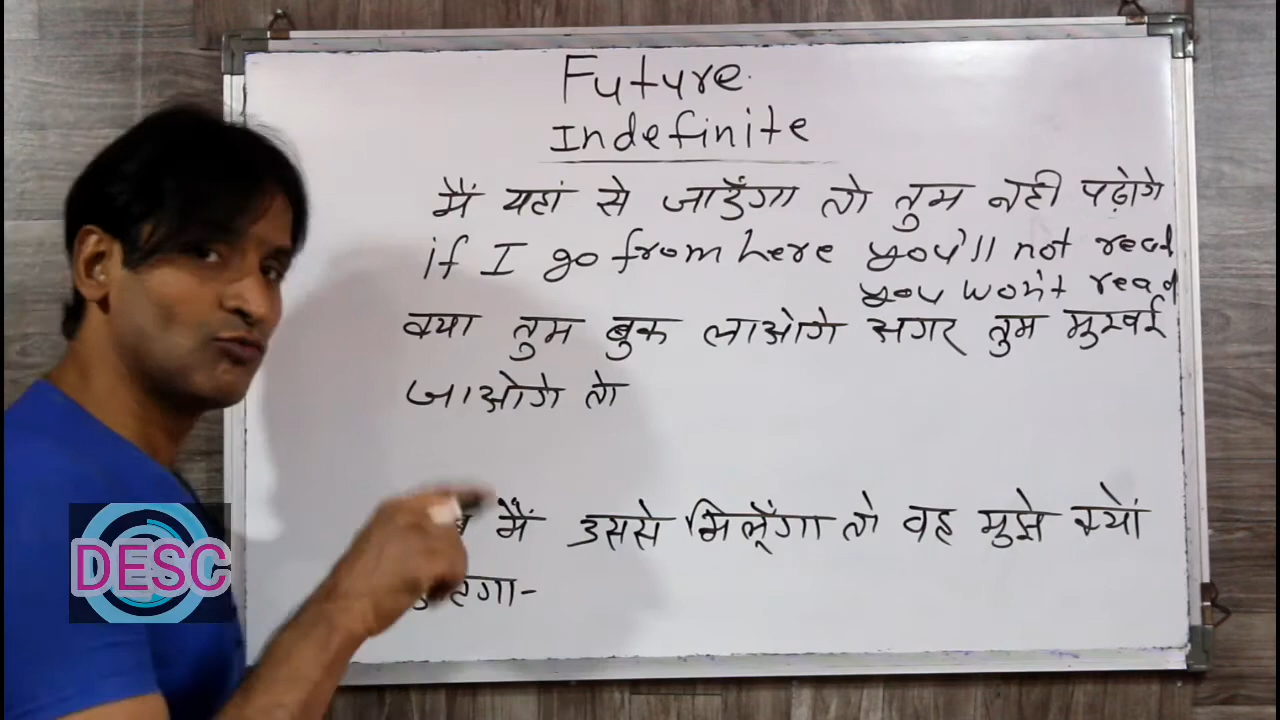 Future
Indefinite
मैं यहां से जाऊँगा तो तुम नही पढ़ोगे
if I go from here you'll not read
you won't read
क्या तुम बुक लाओगे अगर तुम मुम्बई
जाओगे तो
मैं उससे मिलूँगा तो वह मुझे क्यों
DESC